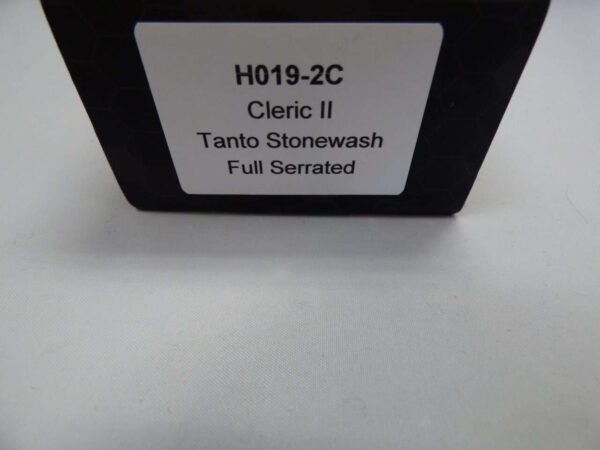 H019-2C
Cleric II
Tanto Stonewash
Full Serrated